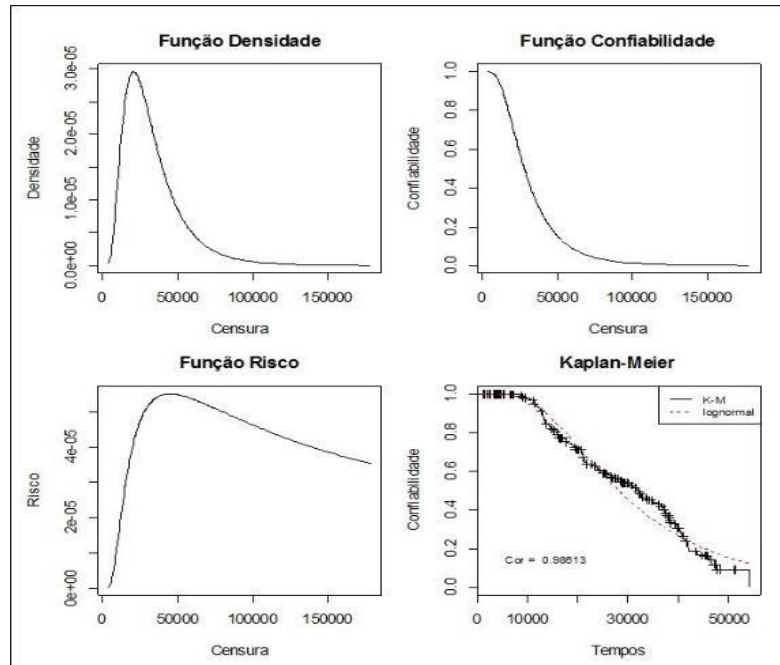 Função Densidade
Densidade
0.0e+00 1.0e-05 2.0e-05 3.0e-05
0 50000 100000 150000
Censura
Função Confiabilidade
Confiabilidade
0.0 0.2 0.4 0.6 0.8 1.0
0 50000 100000 150000
Censura
Função Risco
Risco
0e+00 2e-05 4e-05
0 50000 100000 150000
Censura
Kaplan-Meier
Confiabilidade
0.0 0.2 0.4 0.6 0.8 1.0
K-M
lognormal
Cor = 0.98613
0 10000 30000 50000
Tempos